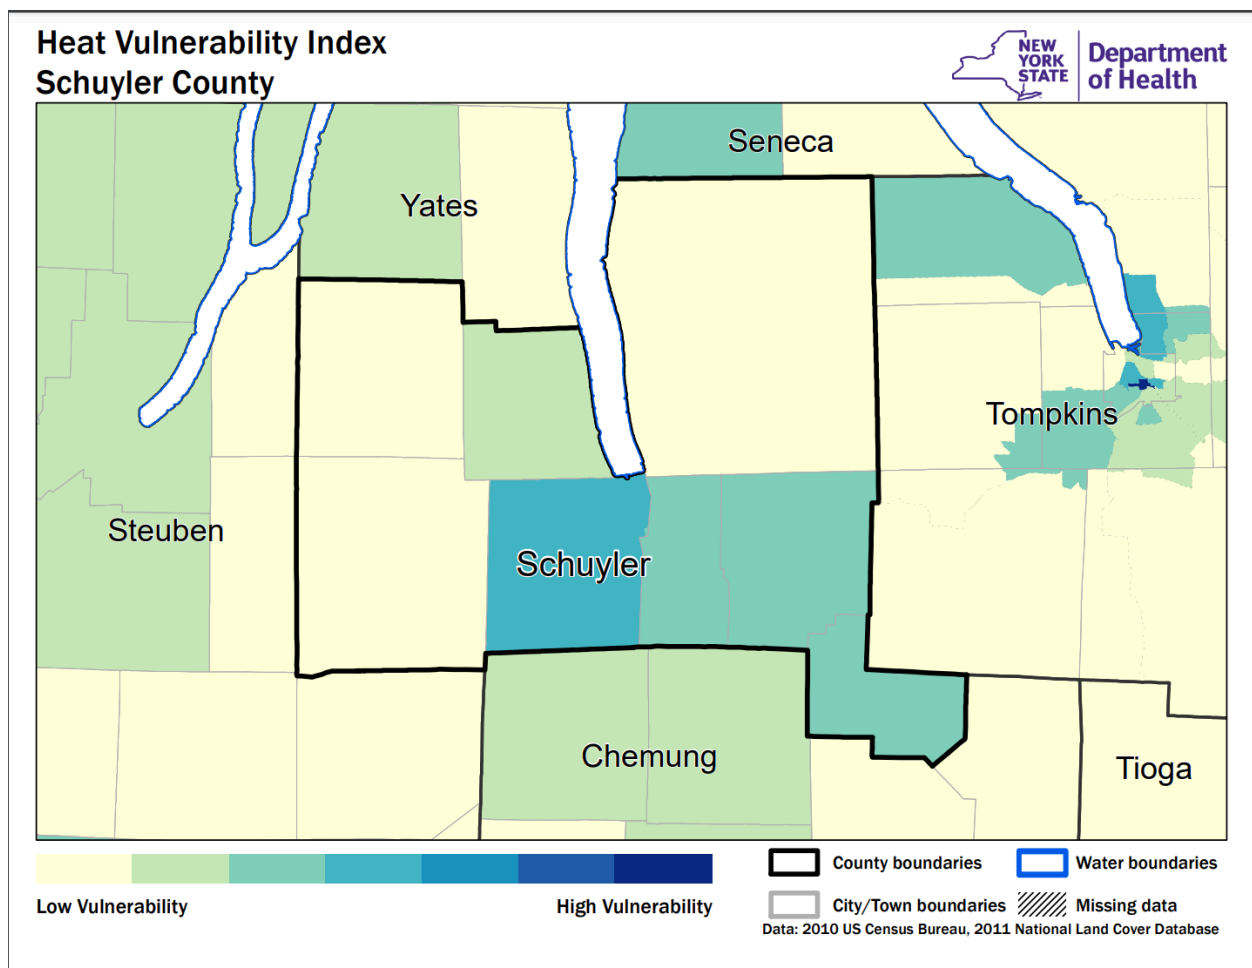 Heat Vulnerability Index
Schuyler County
NEW
YORK
STATE
Department
of Health
Seneca
Yates
Tompkins
Steuben
Schuyler
Chemung
Tioga
Low Vulnerability
High Vulnerability
County boundaries
Water boundaries
City/Town boundaries
Missing data
Data: 2010 US Census Bureau, 2011 National Land Cover Database